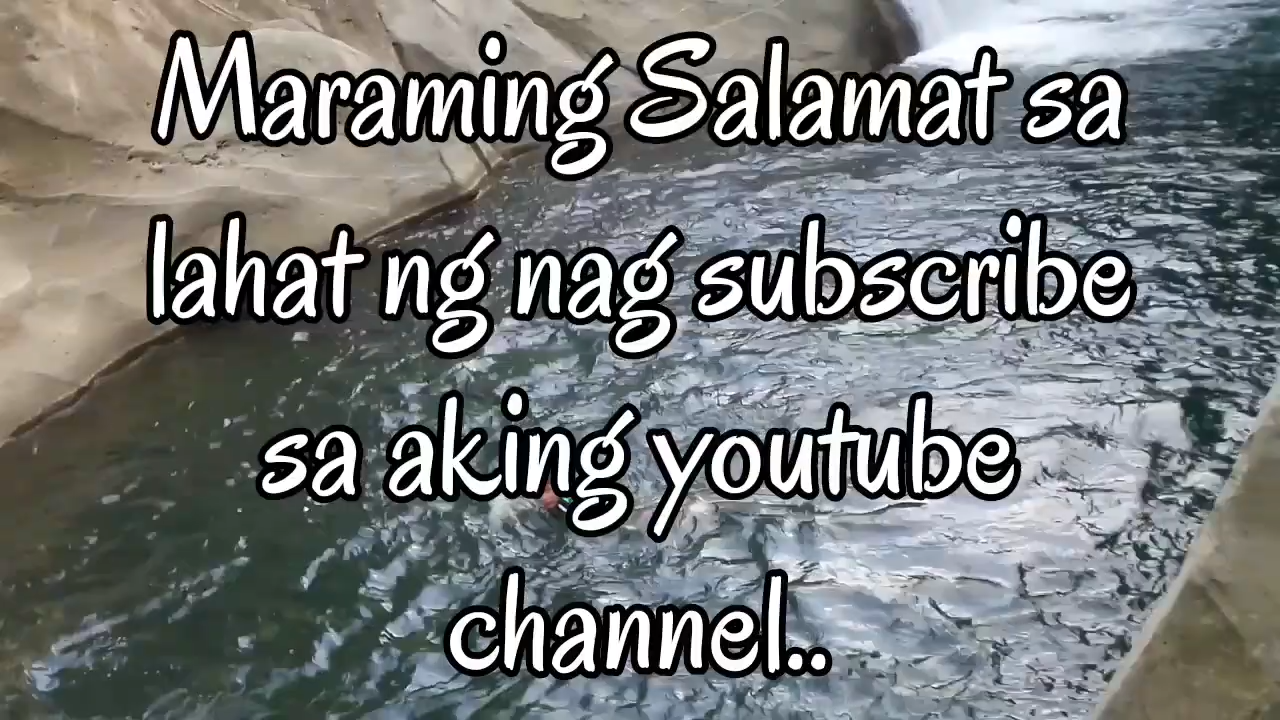 Maraming Salamat sa
lahat ng nag subscribe
sa aking youtube
channel..